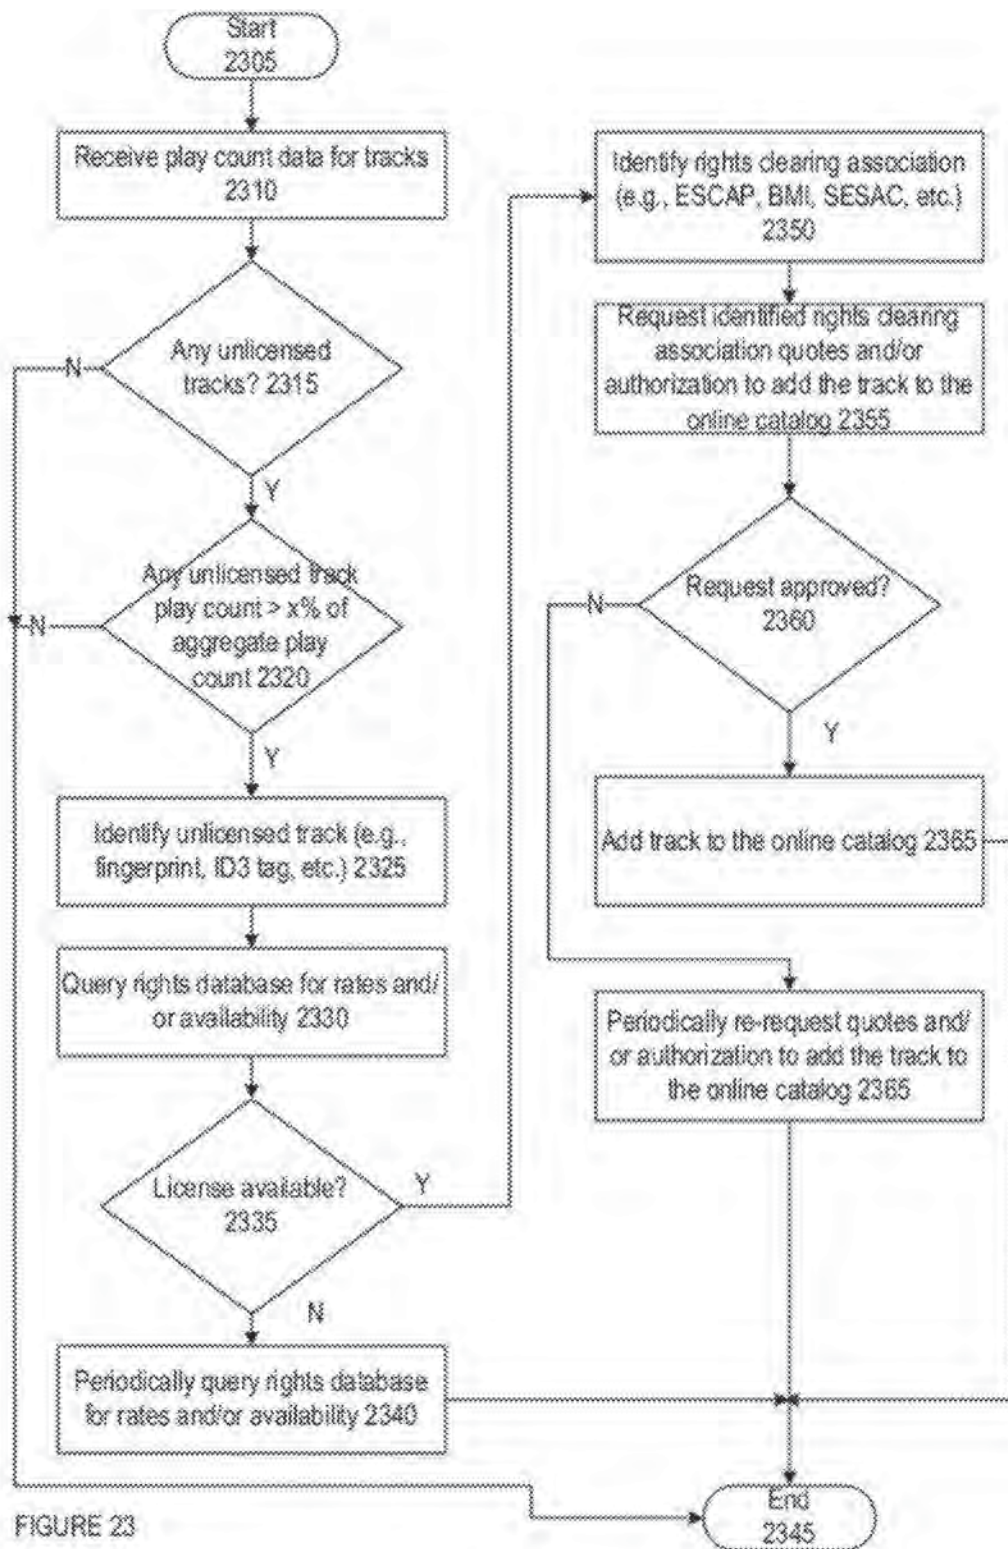 Start
2305
Receive play count data for tracks
2310
Any unlicensed
tracks? 2315
N
Y
Any unlicensed track
play count > x% of
aggregate play
count 2320
N
Y
Identify unlicensed track (e.g.,
fingerprint, ID3 tag, etc.) 2325
Query rights database for rates and/
or availability 2330
License available?
2335
Y
N
Periodically query rights database
for rates and/or availability 2340
Identify rights clearing association
(e.g., ESCAP, BMI, SESAC, etc.)
2350
Request identified rights clearing
association quotes and/or
authorization to add the track to the
online catalog 2355
Request approved?
2360
N
Y
Add track to the online catalog 2365
Periodically re-request quotes and/
or authorization to add the track to
the online catalog 2365
End
2345
FIGURE 23